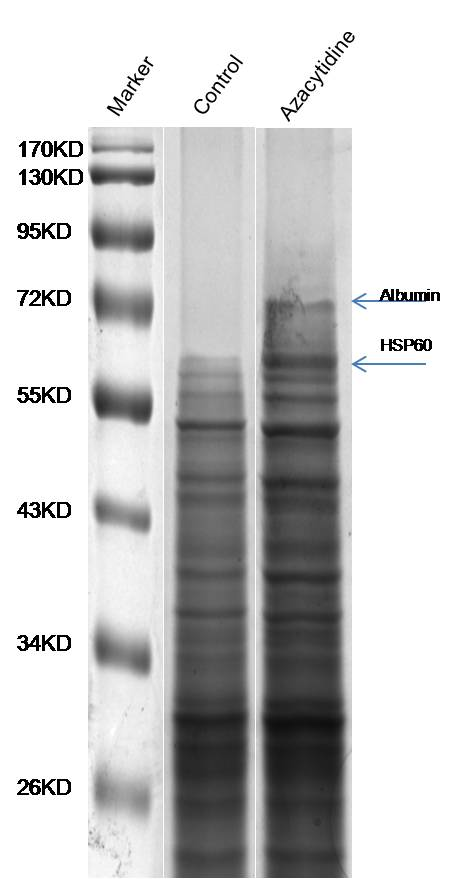 Marker
Control
Azacytidine
170KD
130KD
95KD
72KD
Albumin
HSP60
55KD
43KD
34KD
26KD